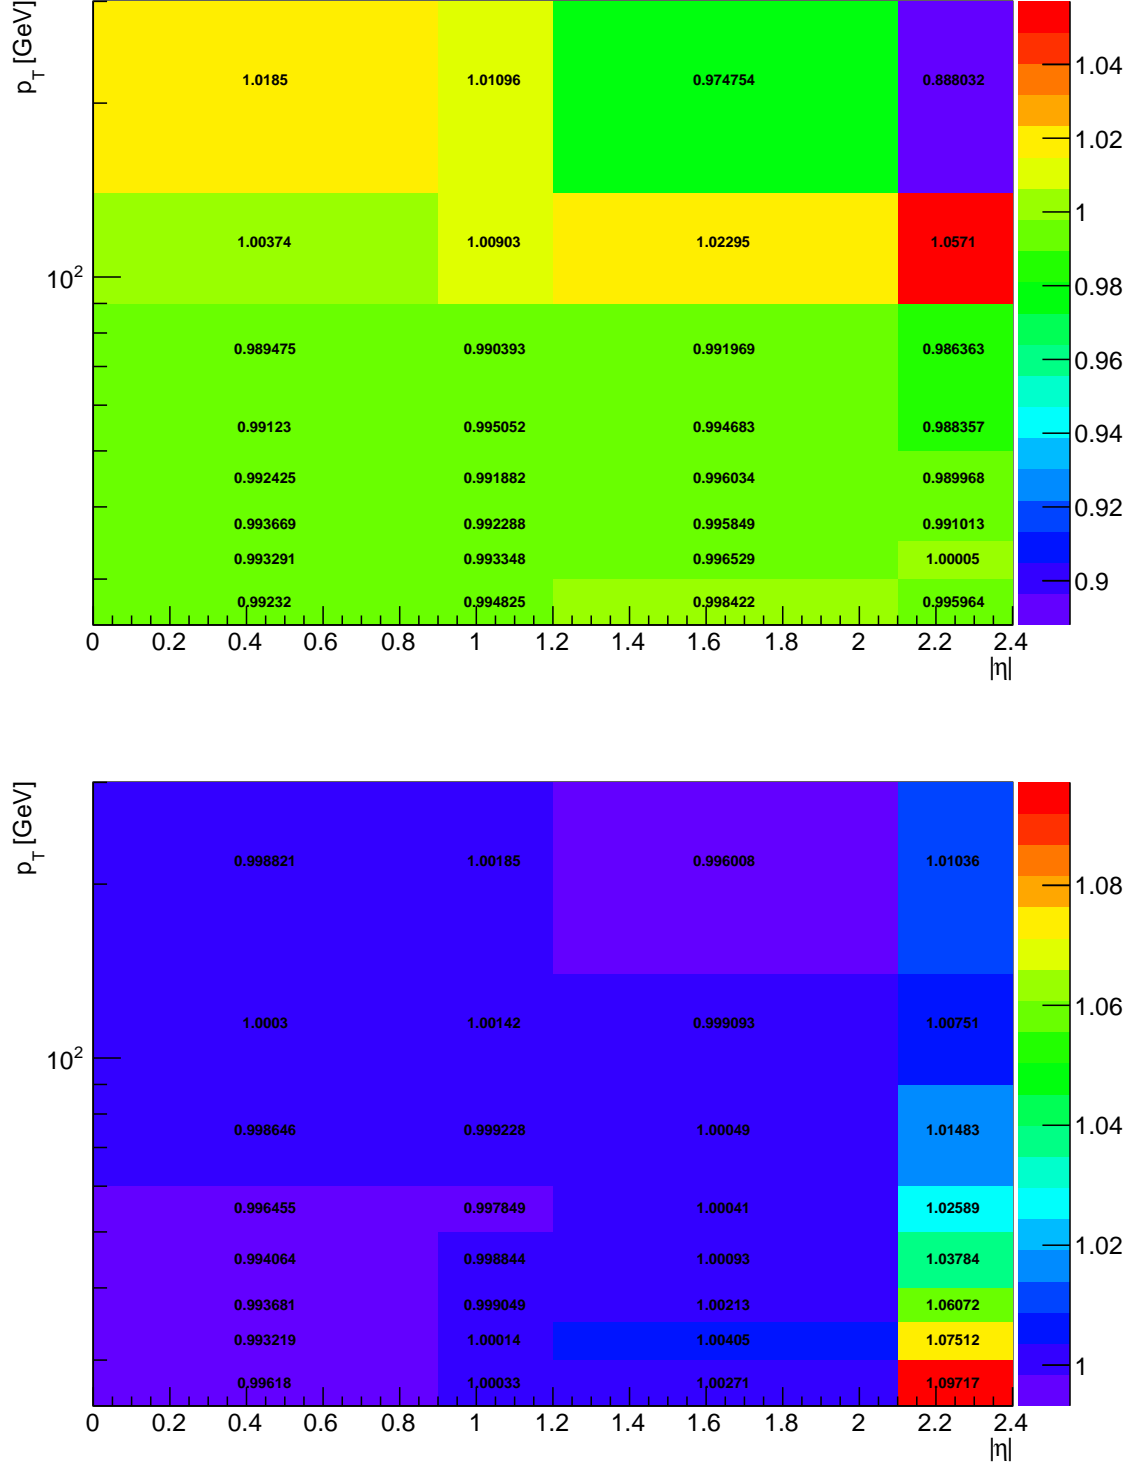 p_T [GeV]
1.0185 1.01096 0.974754 0.888032
1.04
1.02
1.00374 1.00903 1.02295 1.0571
1
10^2
0.98
0.989475 0.990393 0.991969 0.986363
0.96
0.99123 0.995052 0.994683 0.988357
0.94
0.992425 0.991882 0.996034 0.989968
0.92
0.993669 0.992288 0.995849 0.991013
0.993291 0.993348 0.996529 1.00005
0.9
0.99232 0.994825 0.998422 0.995964
0 0.2 0.4 0.6 0.8 1 1.2 1.4 1.6 1.8 2 2.2 2.4
|η|
p_T [GeV]
0.998821 1.00185 0.996008 1.01036
1.08
1.0003 1.00142 0.999093 1.00751
1.06
10^2
0.998646 0.999228 1.00049 1.01483
1.04
0.996455 0.997849 1.00041 1.02589
1.02
0.994064 0.998844 1.00093 1.03784
0.993681 0.999049 1.00213 1.06072
0.993219 1.00014 1.00405 1.07512
1
0.99618 1.00033 1.00271 1.09717
0 0.2 0.4 0.6 0.8 1 1.2 1.4 1.6 1.8 2 2.2 2.4
|η|